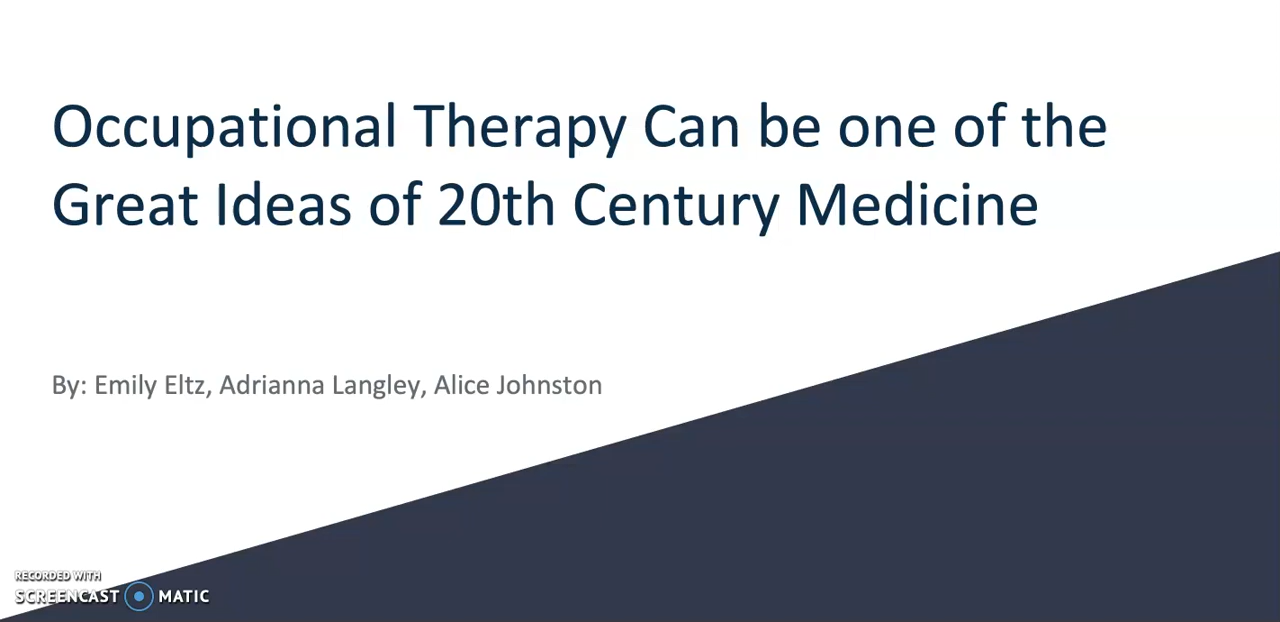 Occupational Therapy Can be one of the
Great Ideas of 20th Century Medicine
By: Emily Eltz, Adrianna Langley, Alice Johnston
RECORDED WITH
SCREENCAST MATIC